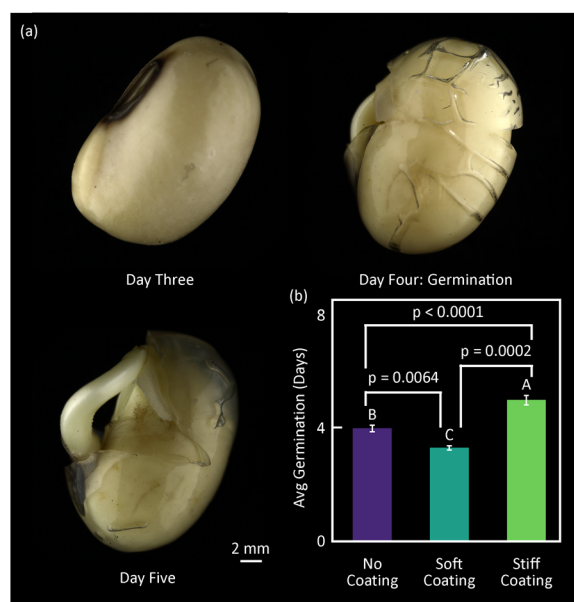 (a)
Day Three
Day Four: Germination
Day Five
2 mm
(b)
Avg Germination (Days)
8
4
0
p < 0.0001
p = 0.0002
p = 0.0064
B
C
A
No
Coating
Soft
Coating
Stiff
Coating